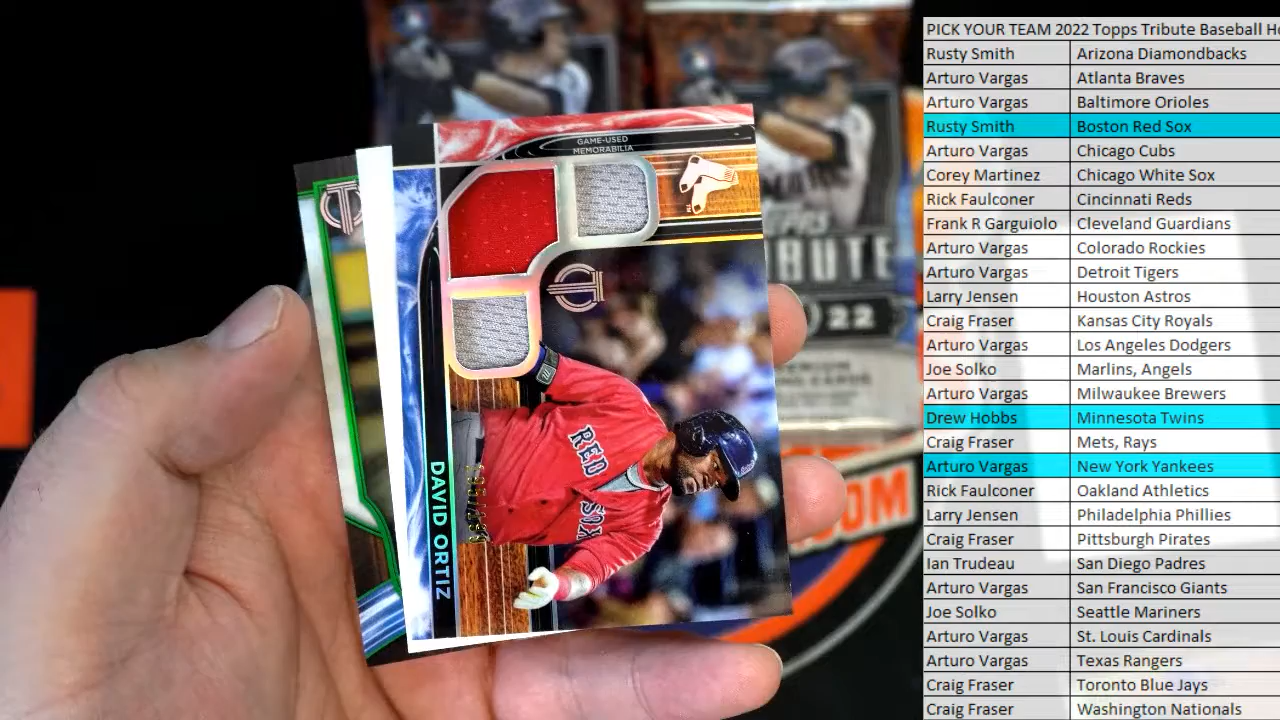 PICK YOUR TEAM 2022 Topps Tribute Baseball
Rusty Smith Arizona Diamondbacks
Arturo Vargas Atlanta Braves
Arturo Vargas Baltimore Orioles
Rusty Smith Boston Red Sox
Arturo Vargas Chicago Cubs
Corey Martinez Chicago White Sox
Rick Faulconer Cincinnati Reds
Frank R Garguiolo Cleveland Guardians
Arturo Vargas Colorado Rockies
Arturo Vargas Detroit Tigers
Larry Jensen Houston Astros
Craig Fraser Kansas City Royals
Arturo Vargas Los Angeles Dodgers
Joe Solko Marlins, Angels
Arturo Vargas Milwaukee Brewers
Drew Hobbs Minnesota Twins
Craig Fraser Mets, Rays
Arturo Vargas New York Yankees
Rick Faulconer Oakland Athletics
Larry Jensen Philadelphia Phillies
Craig Fraser Pittsburgh Pirates
Ian Trudeau San Diego Padres
Arturo Vargas San Francisco Giants
Joe Solko Seattle Mariners
Arturo Vargas St. Louis Cardinals
Arturo Vargas Texas Rangers
Craig Fraser Toronto Blue Jays
Craig Fraser Washington Nationals
GAME-USED
MEMORABILIA
RED
SOX
DAVID ORTIZ
22